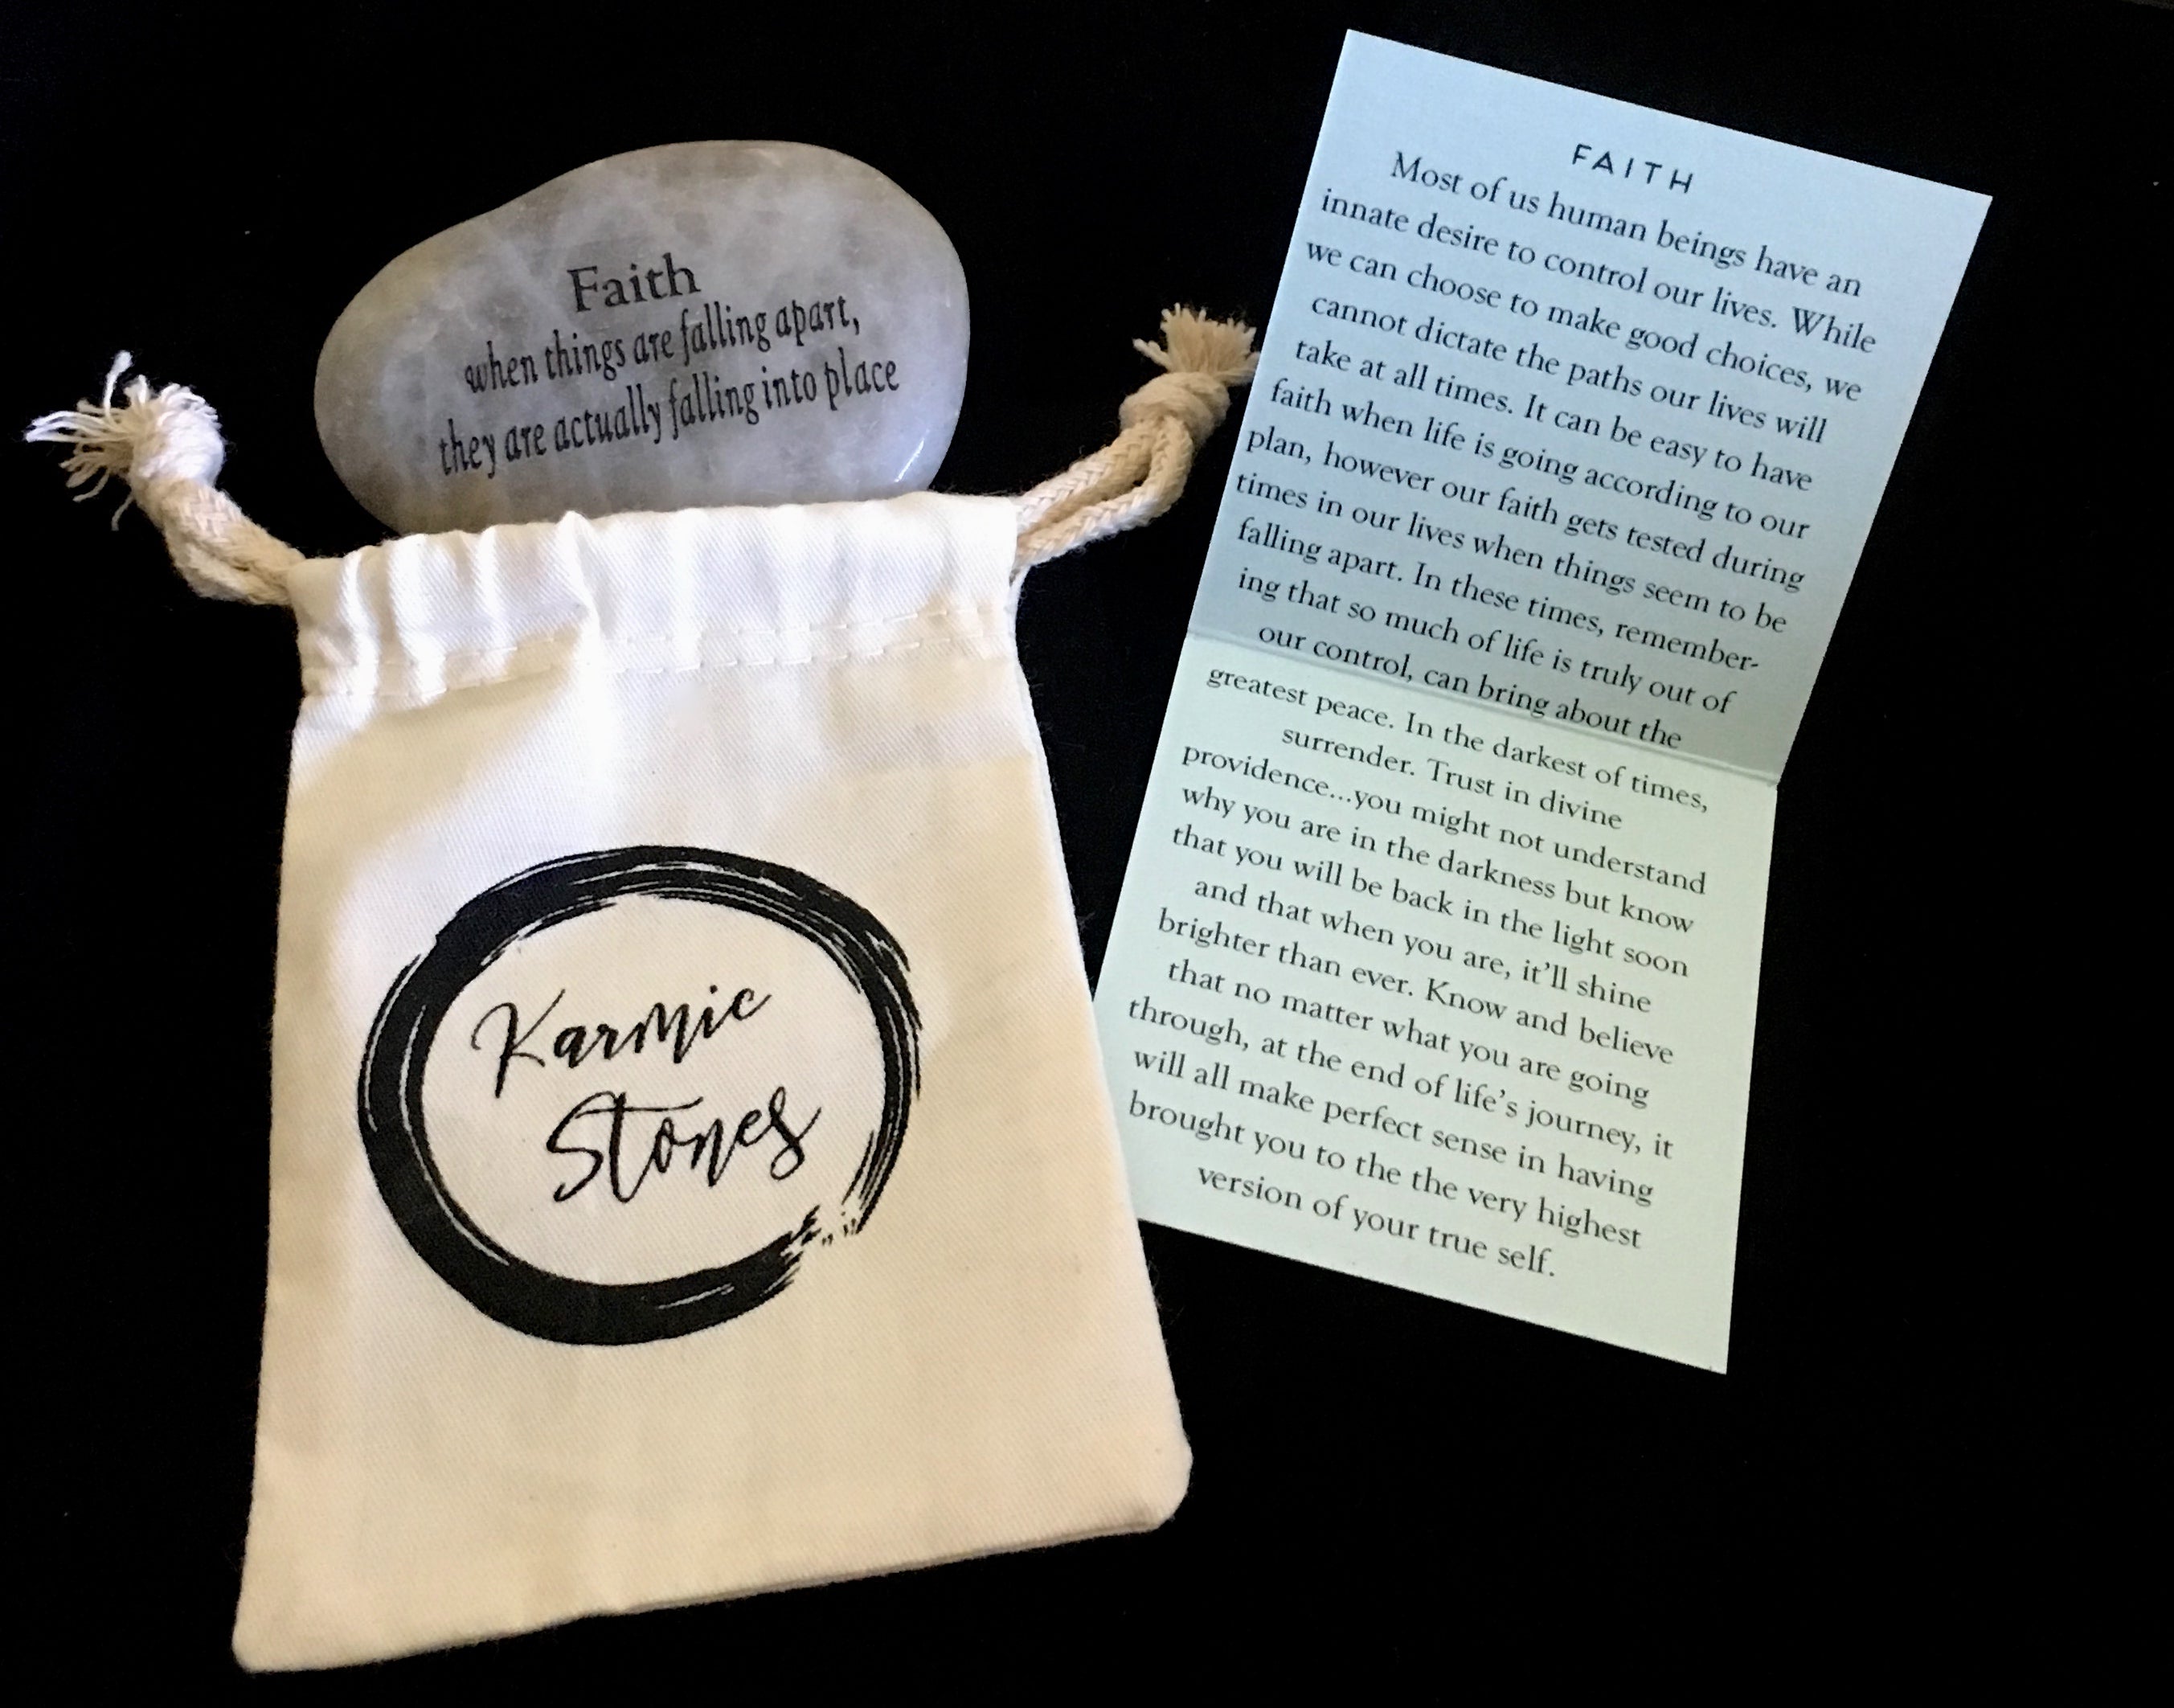 Faith
when things are falling apart,
they are actually falling into place
Karmic
Stones
FAITH
Most of us human beings have an
innate desire to control our lives. While
we can choose to make good choices, we
cannot dictate the paths our lives will
take at all times. It can be easy to have
faith when life is going according to our
plan, however our faith gets tested during
times in our lives when things seem to be
falling apart. In these times, remember-
ing that so much of life is truly out of
our control, can bring about the
greatest peace. In the darkest of times,
surrender. Trust in divine
providence...you might not understand
why you are in the darkness but know
that you will be back in the light soon
and that when you are, it'll shine
brighter than ever. Know and believe
that no matter what you are going
through, at the end of life's journey, it
will all make perfect sense in having
brought you to the the very highest
version of your true self.